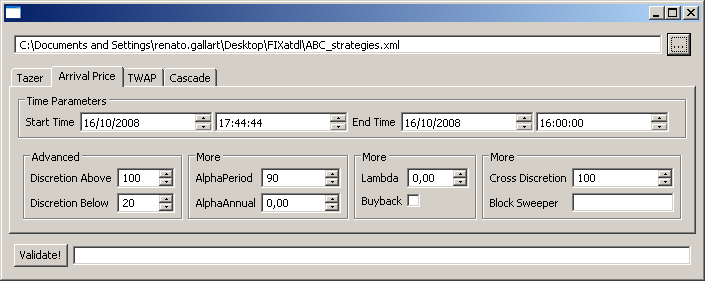 C:\Documents and Settings\renato.gallart\Desktop\FIXatdl\ABC_strategies.xml ...
Tazer Arrival Price TWAP Cascade
Time Parameters
Start Time 16/10/2008 17:44:44 End Time 16/10/2008 16:00:00
Advanced More More More
Discretion Above 100 AlphaPeriod 90 Lambda 0,00 Cross Discretion 100
Discretion Below 20 AlphaAnnual 0,00 Buyback Block Sweeper
Validate!